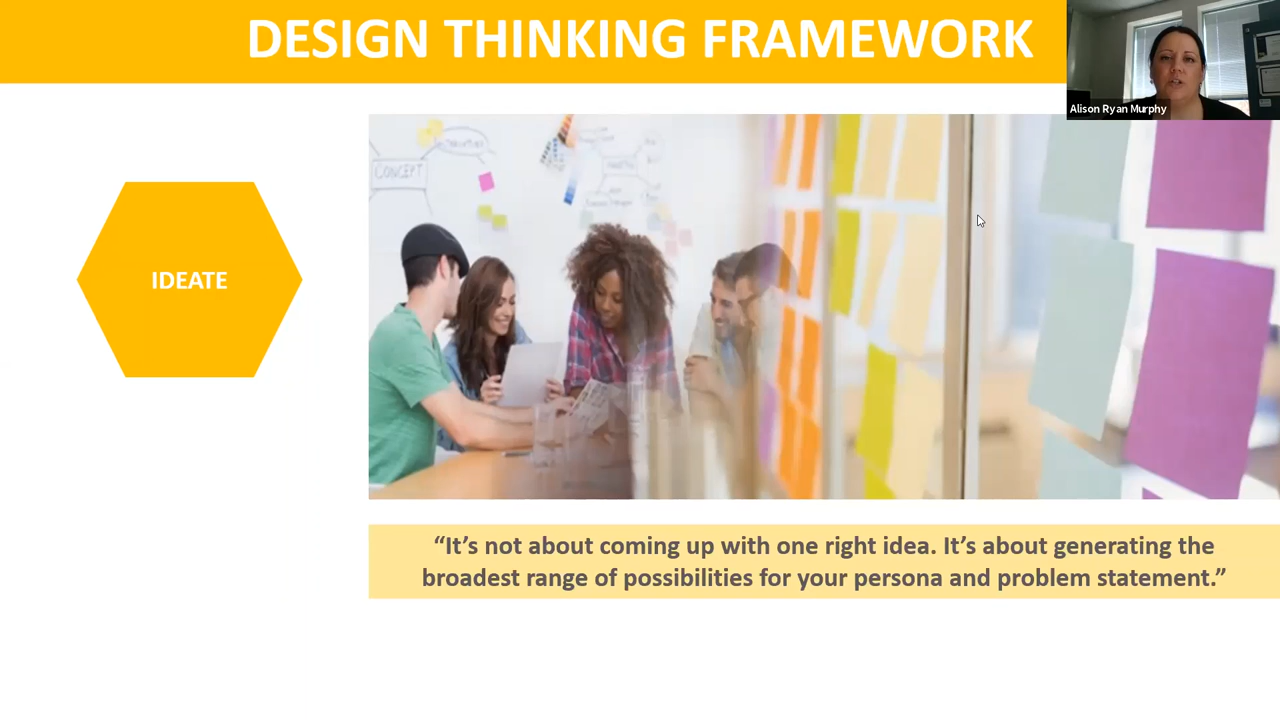 DESIGN THINKING FRAMEWORK
Alison Ryan Murphy
CONCEPT
IDEATE
“It’s not about coming up with one right idea. It’s about generating the
broadest range of possibilities for your persona and problem statement.”